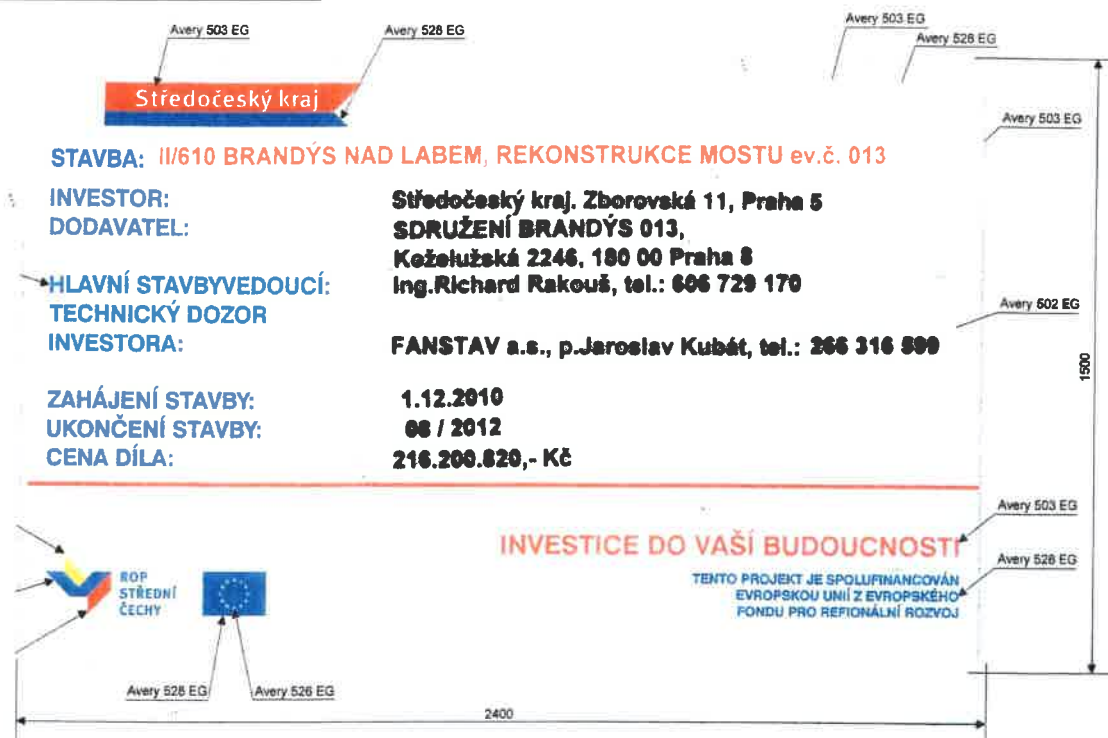 Avery 503 EG
Avery 528 EG
Avery 503 EG
Avery 528 EG
Středočeský kraj
Avery 503 EG
STAVBA: II/610 BRANDÝS NAD LABEM, REKONSTRUKCE MOSTU ev.č. 013
INVESTOR: Středočeský kraj. Zborovská 11, Praha 5
DODAVATEL: SDRUŽENÍ BRANDÝS 013,
Koželužská 2246, 180 00 Praha 8
HLAVNÍ STAVBYVEDOUCÍ: Ing.Richard Rakouš, tel.: 606 729 170
TECHNICKÝ DOZOR
Avery 502 EG
INVESTORA: FANSTAV a.s., p.Jaroslav Kubát, tel.: 266 316
1500
ZAHÁJENÍ STAVBY: 1.12.2010
UKONČENÍ STAVBY: / 2012
CENA DÍLA: 216.200.820,- Kč
Avery 503 EG
INVESTICE DO VAŠÍ BUDOUCNOSTI
Avery 528 EG
ROP
STŘEDNÍ
ČECHY
TENTO PROJEKT JE SPOLUFINANCOVÁN
EVROPSKOU UNIÍ Z EVROPSKÉHO
FONDU PRO REFIONÁLNÍ ROZVOJ
Avery 528 EG
Avery 526 EG
2400